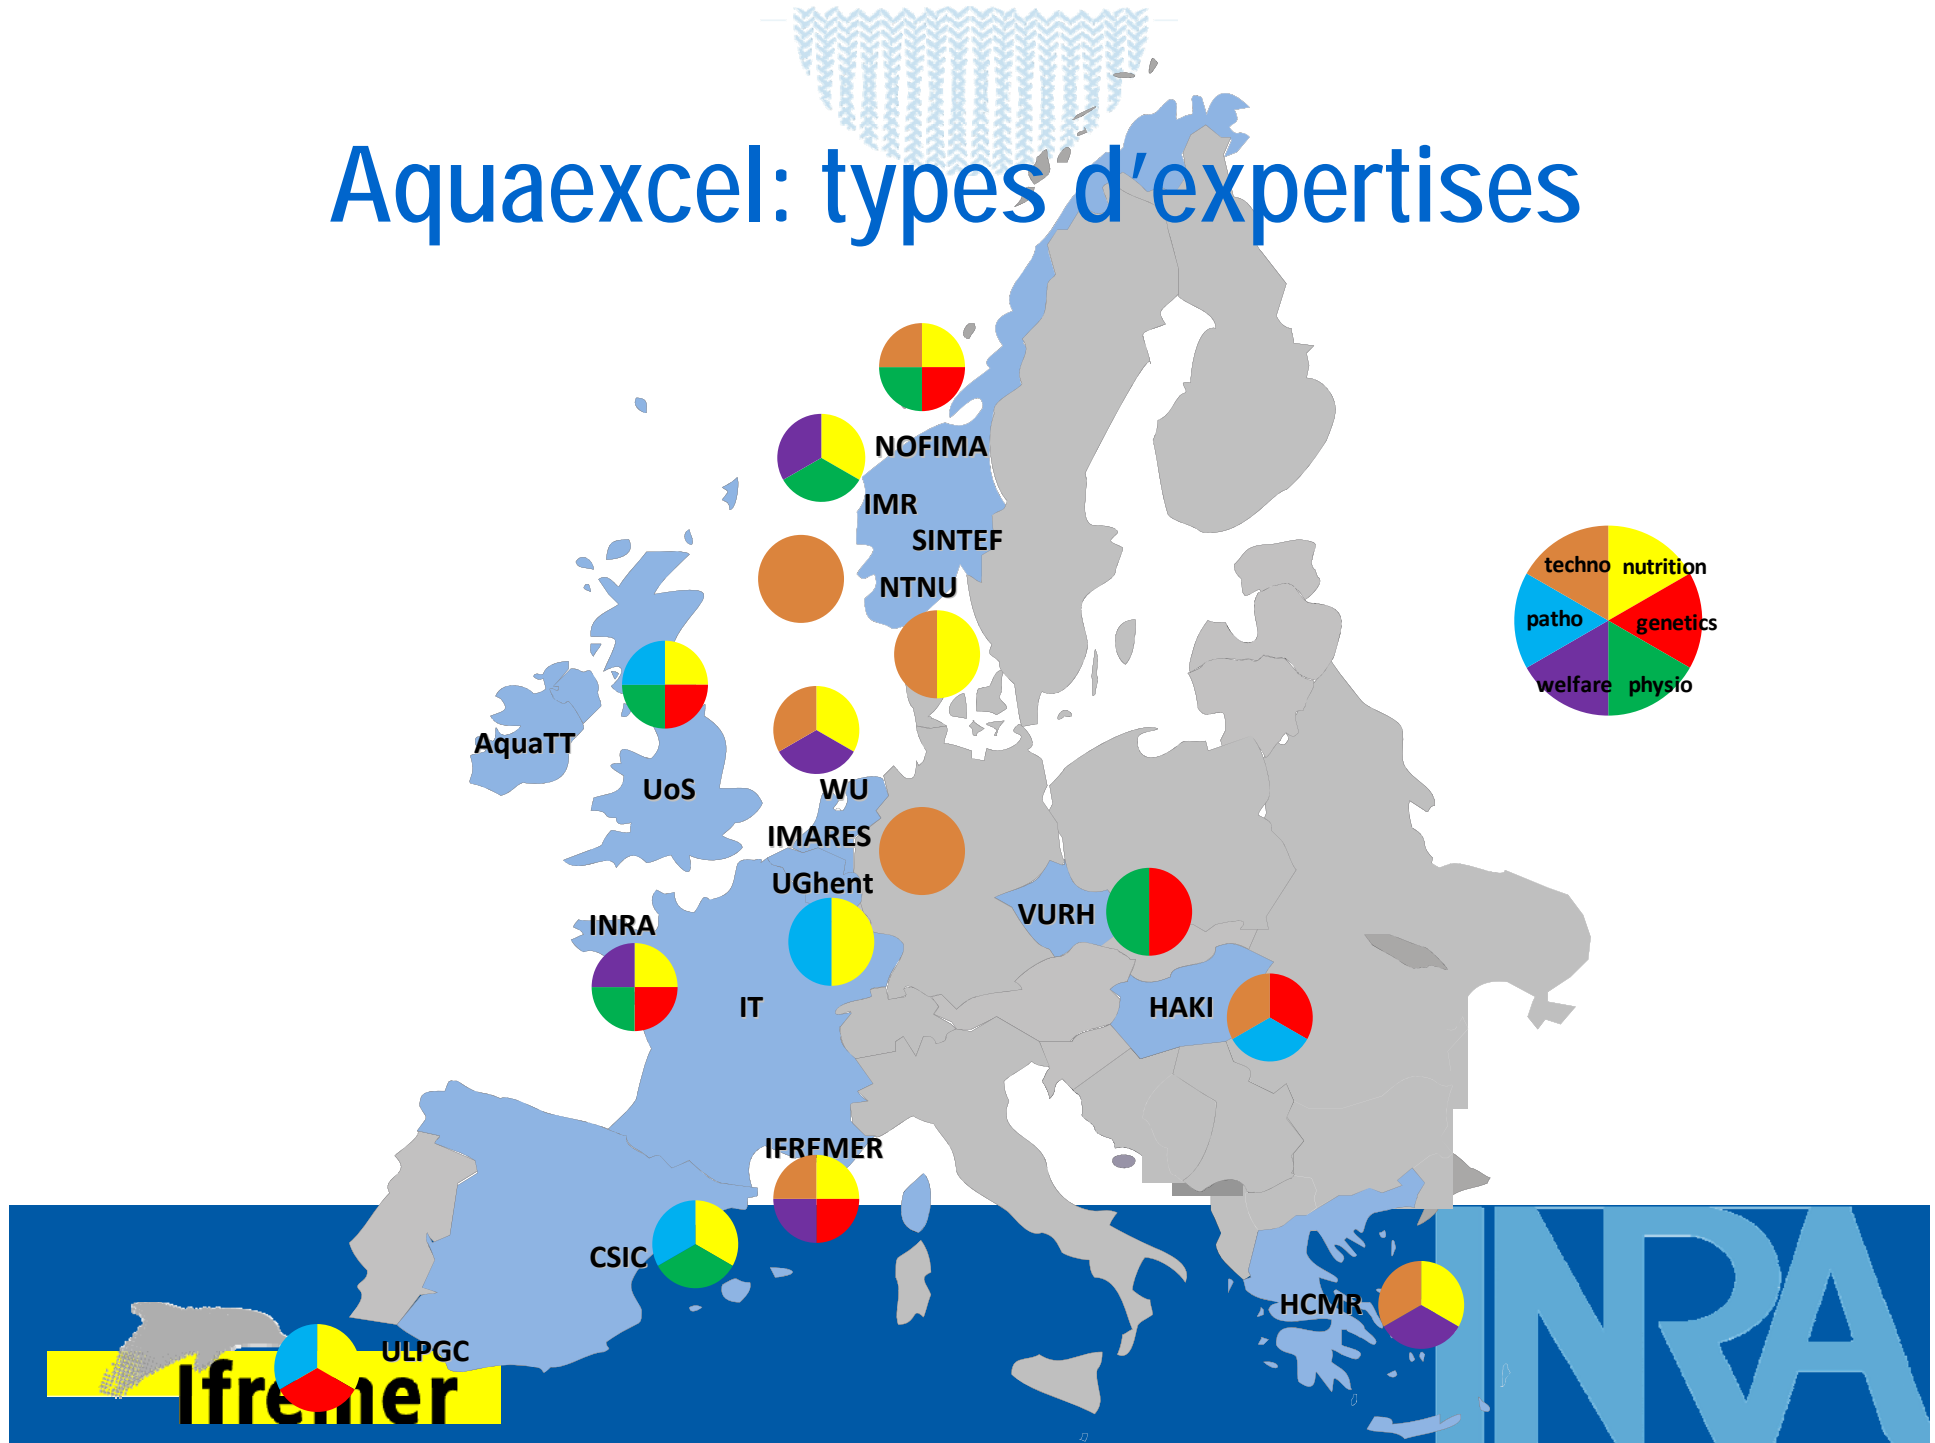 Aquaexcel: types d'expertises
NOFIMA
IMR
SINTEF
NTNU
techno
nutrition
patho
genetics
welfare
physio
AquaTT
UoS
WU
IMARES
UGhent
INRA
VURH
IT
HAKI
IFREMER
CSIC
HCMR
ULPGC
Ifremer
INRA